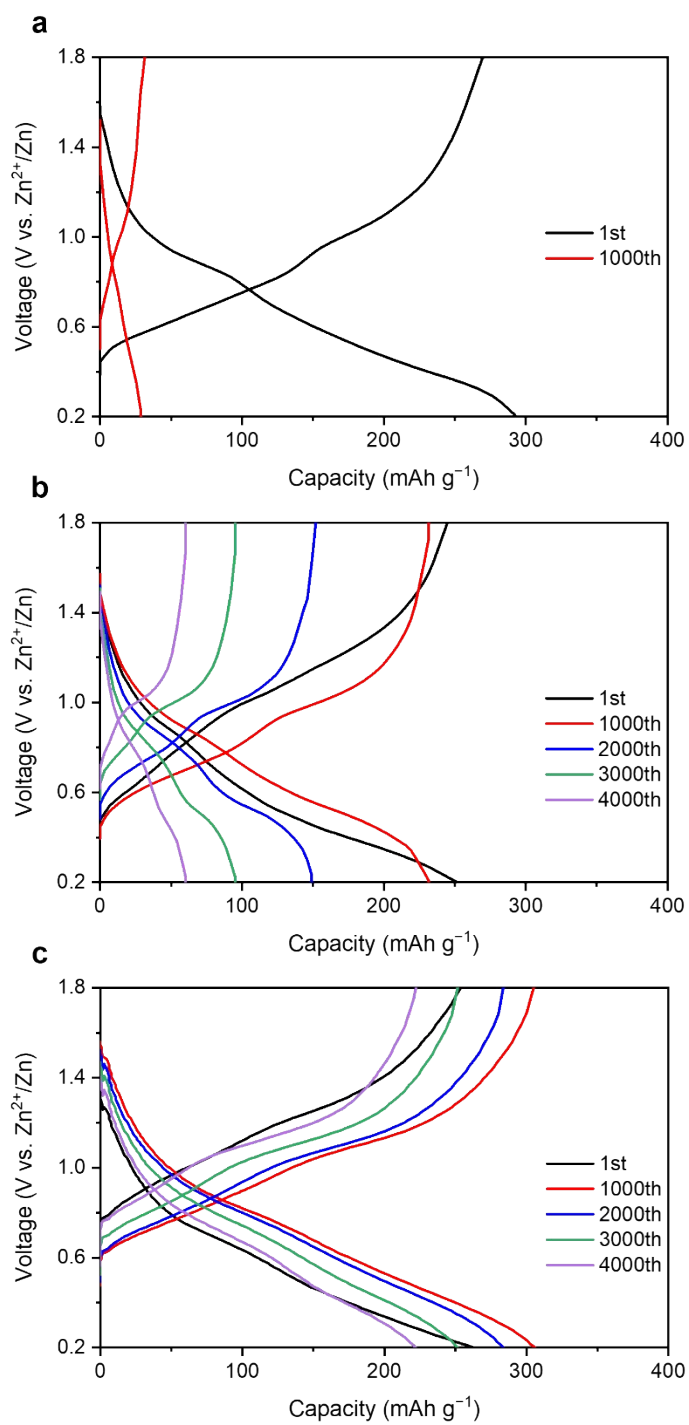 a
1.8
1.4
1.0
0.6
0.2
Voltage (V vs. Zn²⁺/Zn)
1st
1000th
0 100 200 300 400
Capacity (mAh g⁻¹)
b
1.8
1.4
1.0
0.6
0.2
Voltage (V vs. Zn²⁺/Zn)
1st
1000th
2000th
3000th
4000th
0 100 200 300 400
Capacity (mAh g⁻¹)
c
1.8
1.4
1.0
0.6
0.2
Voltage (V vs. Zn²⁺/Zn)
1st
1000th
2000th
3000th
4000th
0 100 200 300 400
Capacity (mAh g⁻¹)